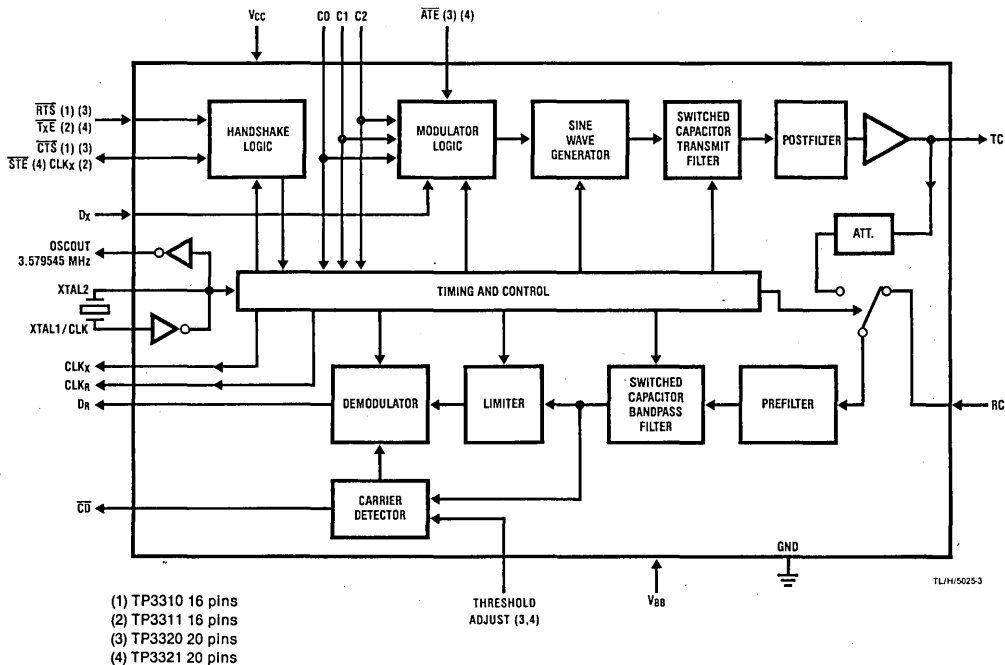 VCC
C0 C1 C2
ATE (3) (4)
RTS (1) (3)
TxE (2) (4)
CTS (1) (3)
STE (4) CLKX (2)
HANDSHAKE
LOGIC
MODULATOR
LOGIC
SINE
WAVE
GENERATOR
SWITCHED
CAPACITOR
TRANSMIT
FILTER
POSTFILTER
TC
DX
ATT.
OSCOUT
3.579545 MHz
XTAL2
XTAL1/CLK
TIMING AND CONTROL
CLKX
CLKR
DR
DEMODULATOR
LIMITER
SWITCHED
CAPACITOR
BANDPASS
FILTER
PREFILTER
RC
CD
CARRIER
DETECTOR
THRESHOLD
ADJUST (3,4)
VBB
GND
TL/H/5025-3
(1) TP3310 16 pins
(2) TP3311 16 pins
(3) TP3320 20 pins
(4) TP3321 20 pins